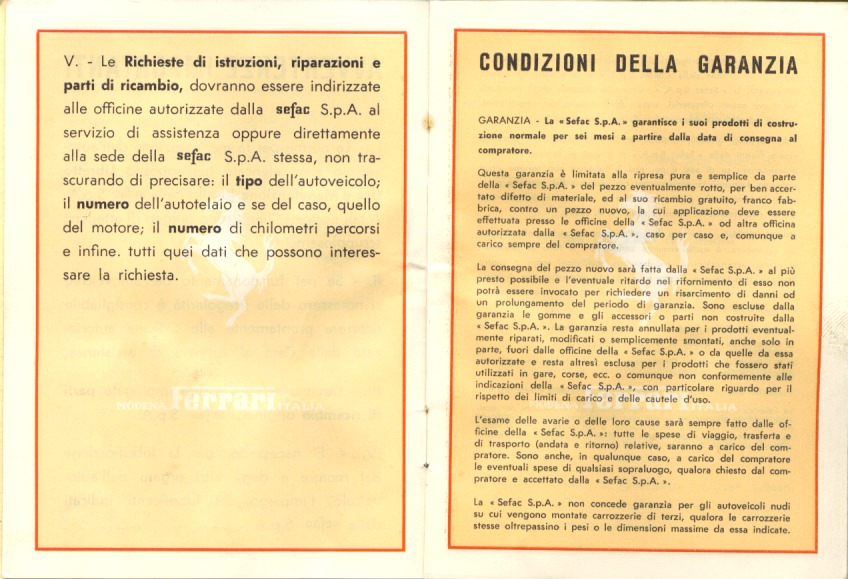 V. - Le Richieste di istruzioni, riparazioni e
parti di ricambio, dovranno essere indirizzate
alle officine autorizzate dalla sefac S.p.A. al
servizio di assistenza oppure direttamente
alla sede della sefac S.p.A. stessa, non tra-
scurando di precisare: il tipo dell'autoveicolo;
il numero dell'autotelaio e se del caso, quello
del motore; il numero di chilometri percorsi
e infine. tutti quei dati che possono interes-
sare la richiesta.
MODENA Ferrari ITALIA
CONDIZIONI DELLA GARANZIA
GARANZIA - La « Sefac S.p.A. » garantisce i suoi prodotti di costru-
zione normale per sei mesi a partire dalla data di consegna al
compratore.
Questa garanzia è limitata alla ripresa pura e semplice da parte
della « Sefac S.p.A. » del pezzo eventualmente rotto, per ben accer-
tato difetto di materiale, ed al suo ricambio gratuito, franco fab-
brica, contro un pezzo nuovo, la cui applicazione deve essere
effettuata presso le officine della « Sefac S.p.A. » od altra officina
autorizzata dalla « Sefac S.p.A. », caso per caso e, comunque a
carico sempre del compratore.
La consegna del pezzo nuovo sarà fatta dalla « Sefac S.p.A. » al più
presto possibile e l'eventuale ritardo nel rifornimento di esso non
potrà essere invocato per richiedere un risarcimento di danni od
un prolungamento del periodo di garanzia. Sono escluse dalla
garanzia le gomme e gli accessori o parti non costruite dalla
« Sefac S.p.A. ». La garanzia resta annullata per i prodotti eventual-
mente riparati, modificati o semplicemente smontati, anche solo in
parte, fuori dalle officine della « Sefac S.p.A. » o da quelle da essa
autorizzate e resta altresì esclusa per i prodotti che fossero stati
utilizzati in gare, corse, ecc. o comunque non conformemente alle
indicazioni della « Sefac S.p.A. », con particolare riguardo per il
rispetto dei limiti di carico e delle cautele d'uso.
MODENA Ferrari ITALIA
L'esame delle avarie o delle loro cause sarà sempre fatto dalle of-
ficine della « Sefac S.p.A. »: tutte le spese di viaggio, trasferta e
di trasporto (andata e ritorno) relative, saranno a carico del com-
pratore. Sono anche, in qualunque caso, a carico del compratore
le eventuali spese di qualsiasi sopraluogo, qualora chiesto dal com-
pratore e accettato dalla « Sefac S.p.A. ».
La « Sefac S.p.A. » non concede garanzia per gli autoveicoli nudi
su cui vengono montate carrozzerie di terzi, qualora le carrozzerie
stesse oltrepassino i pesi o le dimensioni massime da essa indicate.